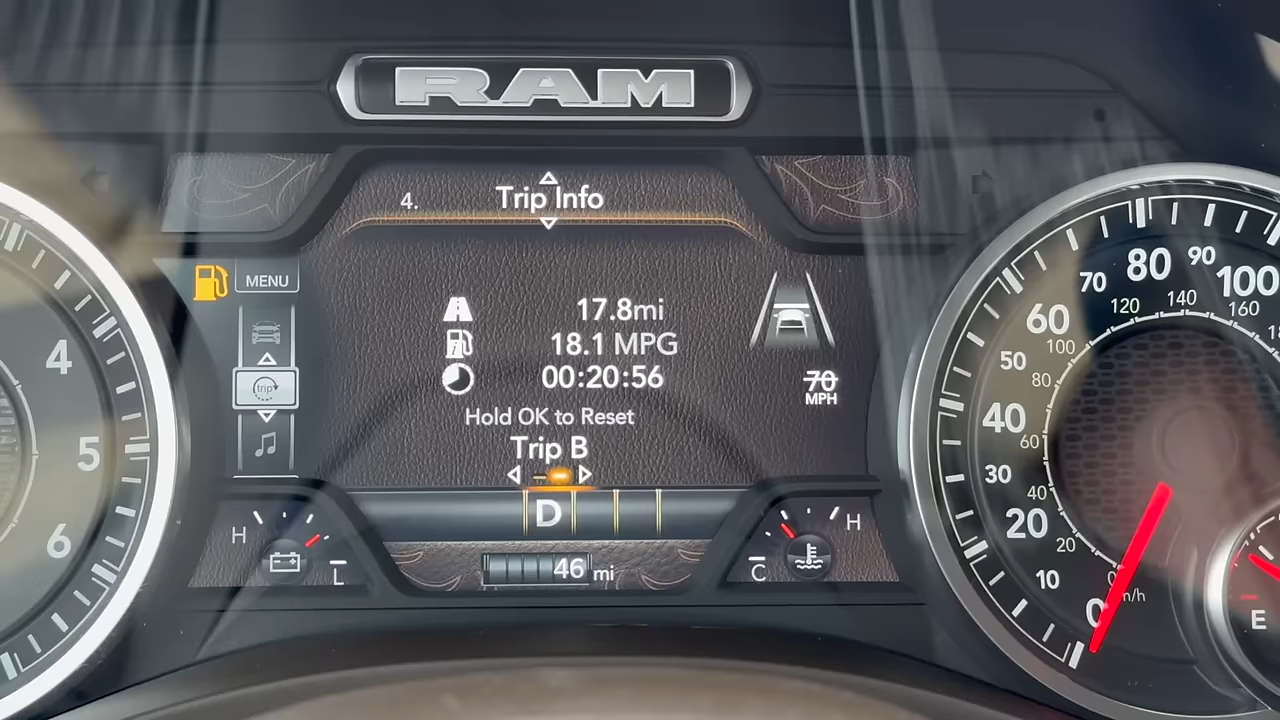 RAM
4. Trip Info
MENU
trip
17.8mi
18.1 MPG
00:20:56
Hold OK to Reset
Trip B
70
MPH
D
46 mi
H
L
C
H
4
5
6
0
10
20
30
40
50
60
70
80
90
100
20
40
60
80
100
120
140
160
0
E